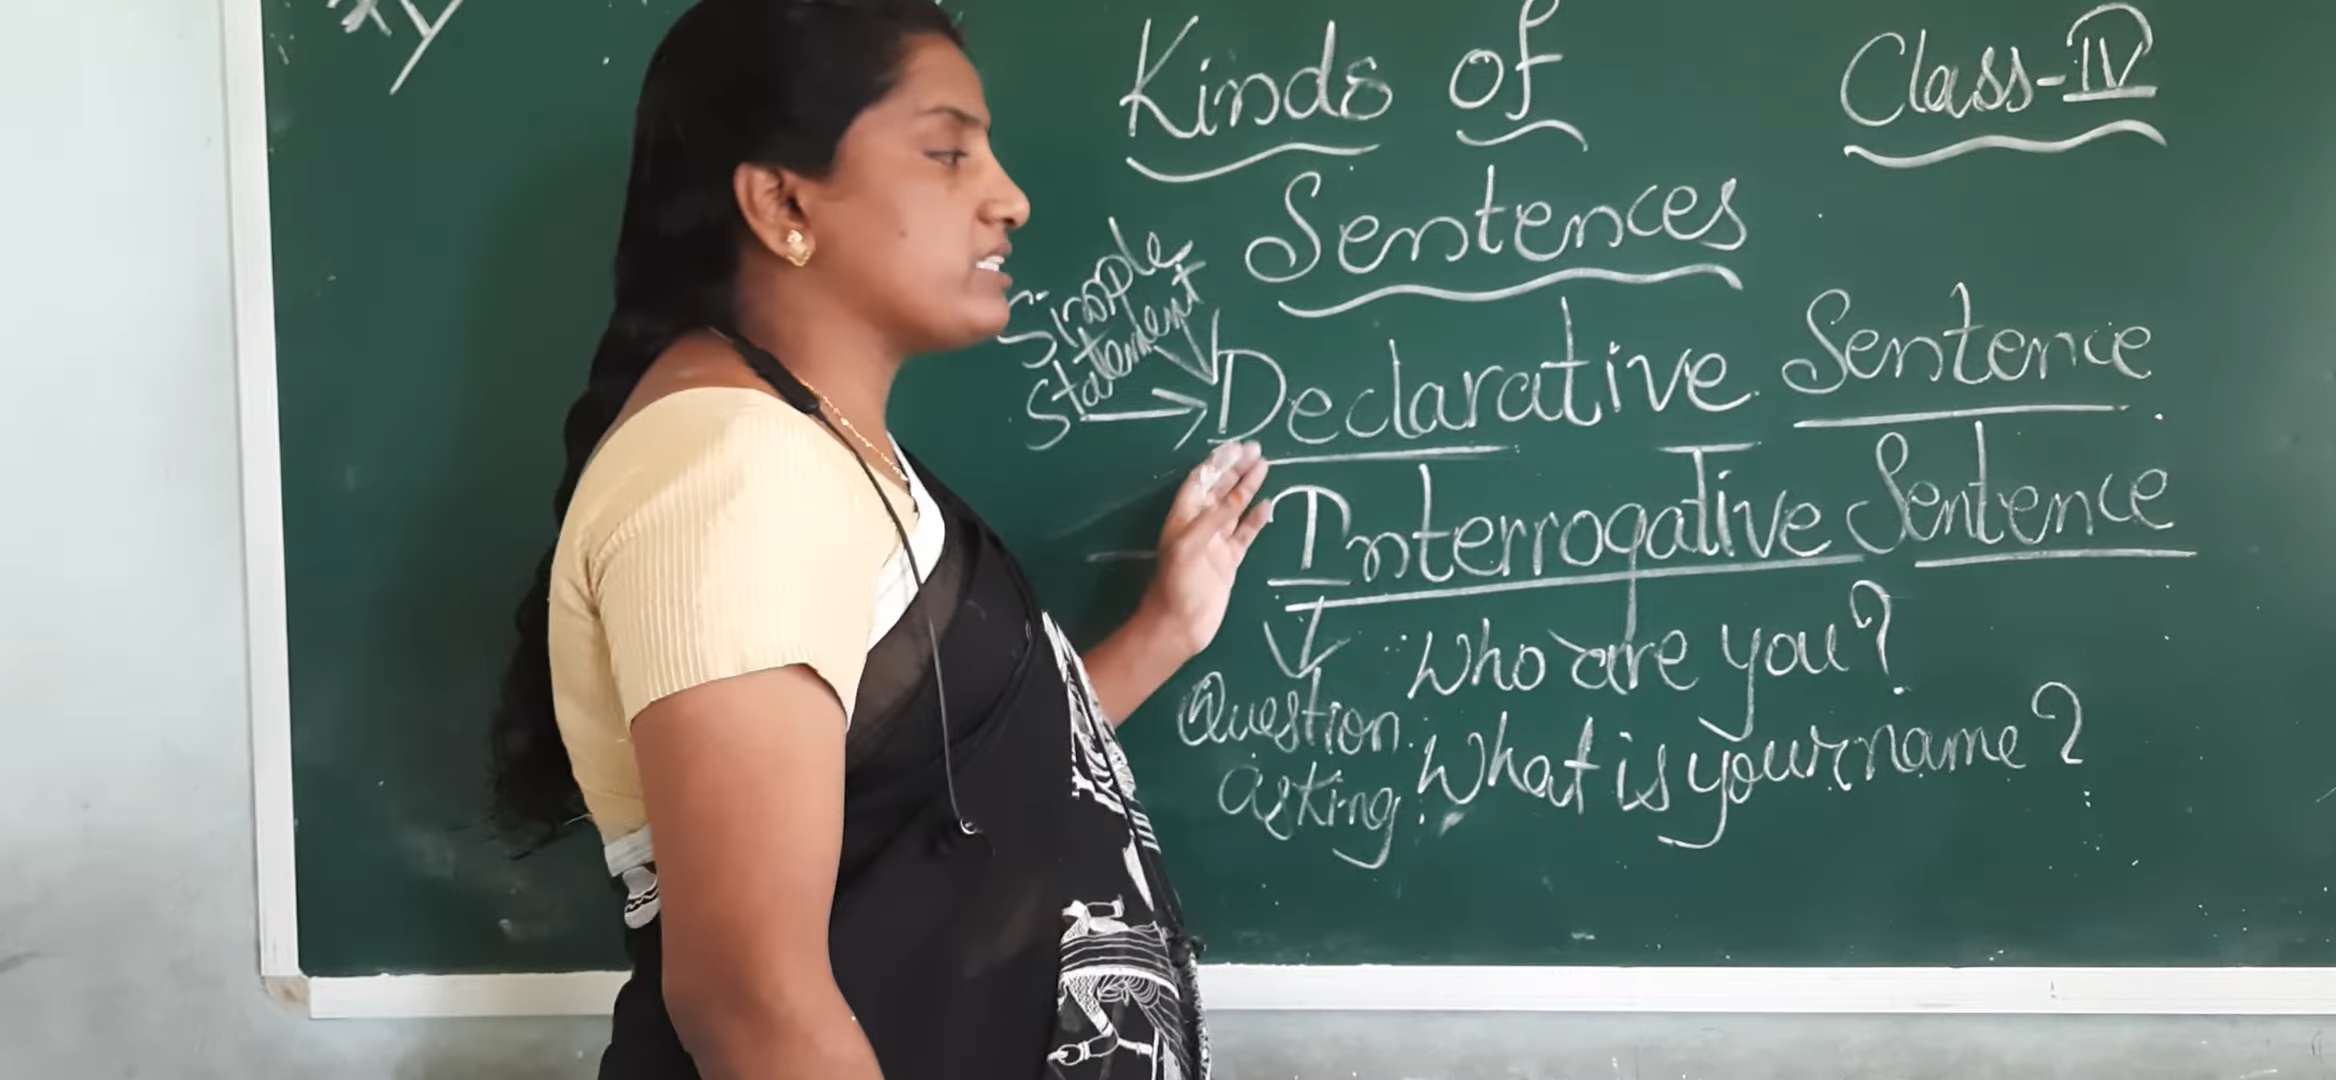 Kinds of
Class-IV
Sentences
Simple
statement
Declarative Sentence
Interrogative Sentence
Who are you?
Question
What is your name?
asking